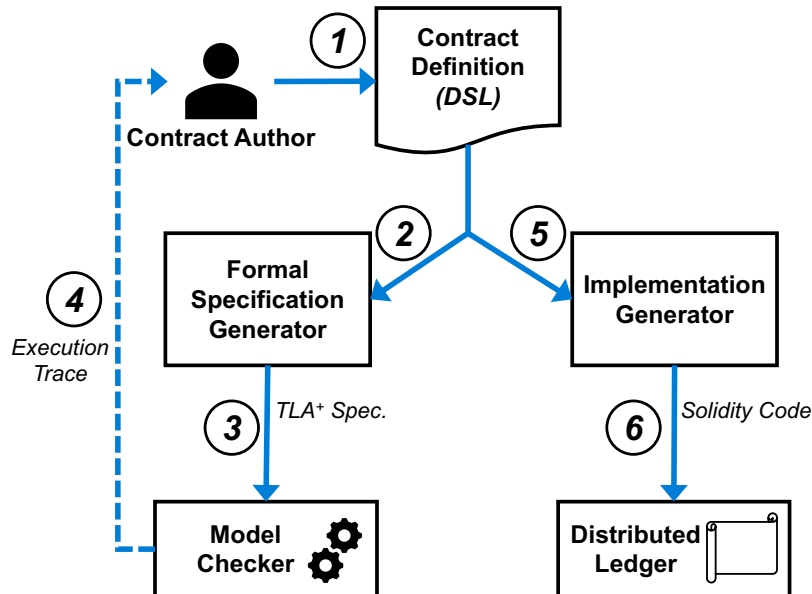 1
Contract
Definition
(DSL)
Contract Author
2
5
Formal
Specification
Generator
Implementation
Generator
4
Execution
Trace
3
TLA⁺ Spec.
6
Solidity Code
Model
Checker
Distributed
Ledger